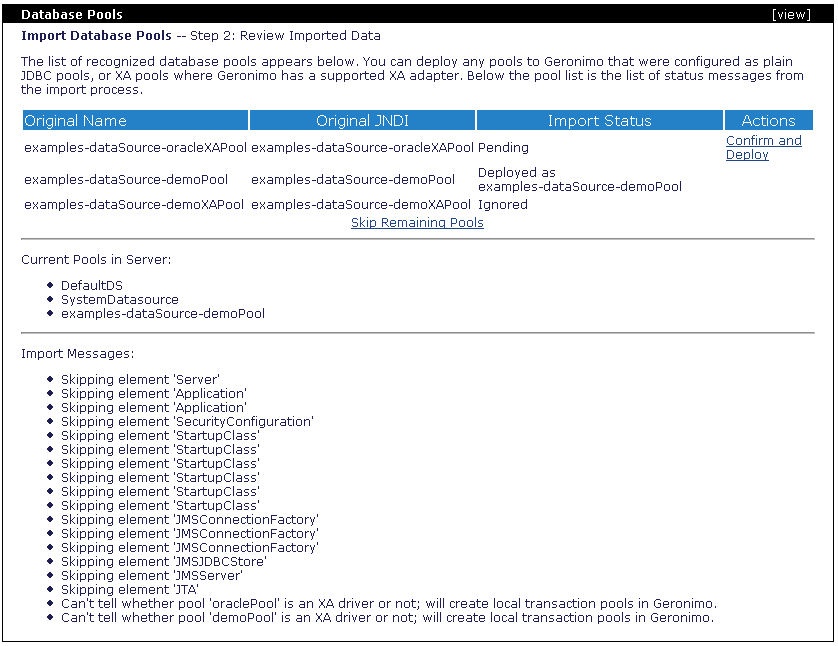 Database Pools [view]
Import Database Pools -- Step 2: Review Imported Data
The list of recognized database pools appears below. You can deploy any pools to Geronimo that were configured as plain
JDBC pools, or XA pools where Geronimo has a supported XA adapter. Below the pool list is the list of status messages from
the import process.
Original Name Original JNDI Import Status Actions
examples-dataSource-oracleXAPool examples-dataSource-oracleXAPool Pending Confirm and
Deploy
examples-dataSource-demoPool examples-dataSource-demoPool Deployed as
examples-dataSource-demoPool
examples-dataSource-demoXAPool examples-dataSource-demoXAPool Ignored
Skip Remaining Pools
Current Pools in Server:
DefaultDS
SystemDatasource
examples-dataSource-demoPool
Import Messages:
Skipping element 'Server'
Skipping element 'Application'
Skipping element 'Application'
Skipping element 'SecurityConfiguration'
Skipping element 'StartupClass'
Skipping element 'StartupClass'
Skipping element 'StartupClass'
Skipping element 'StartupClass'
Skipping element 'StartupClass'
Skipping element 'StartupClass'
Skipping element 'JMSConnectionFactory'
Skipping element 'JMSConnectionFactory'
Skipping element 'JMSConnectionFactory'
Skipping element 'JMSJDBCStore'
Skipping element 'JMSServer'
Skipping element 'JTA'
Can't tell whether pool 'oraclePool' is an XA driver or not; will create local transaction pools in Geronimo.
Can't tell whether pool 'demoPool' is an XA driver or not; will create local transaction pools in Geronimo.